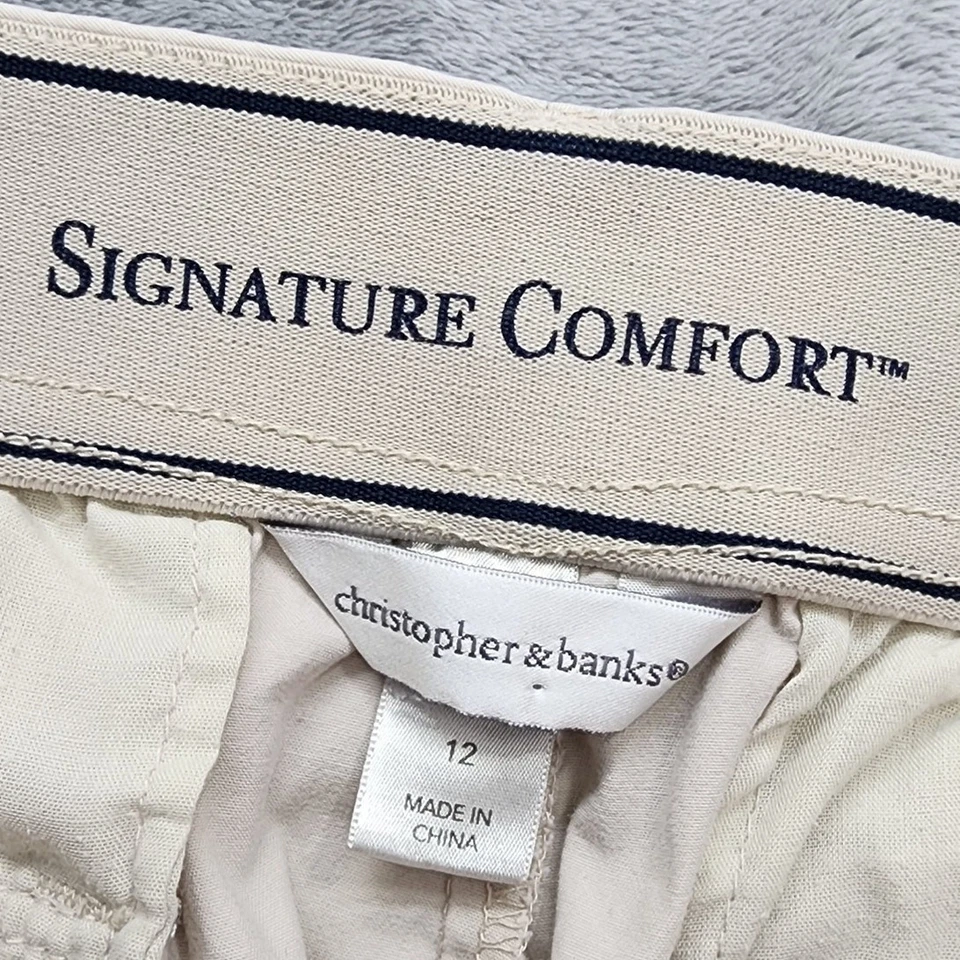 SIGNATURE COMFORT™
christopher & banks®
12
MADE IN
CHINA